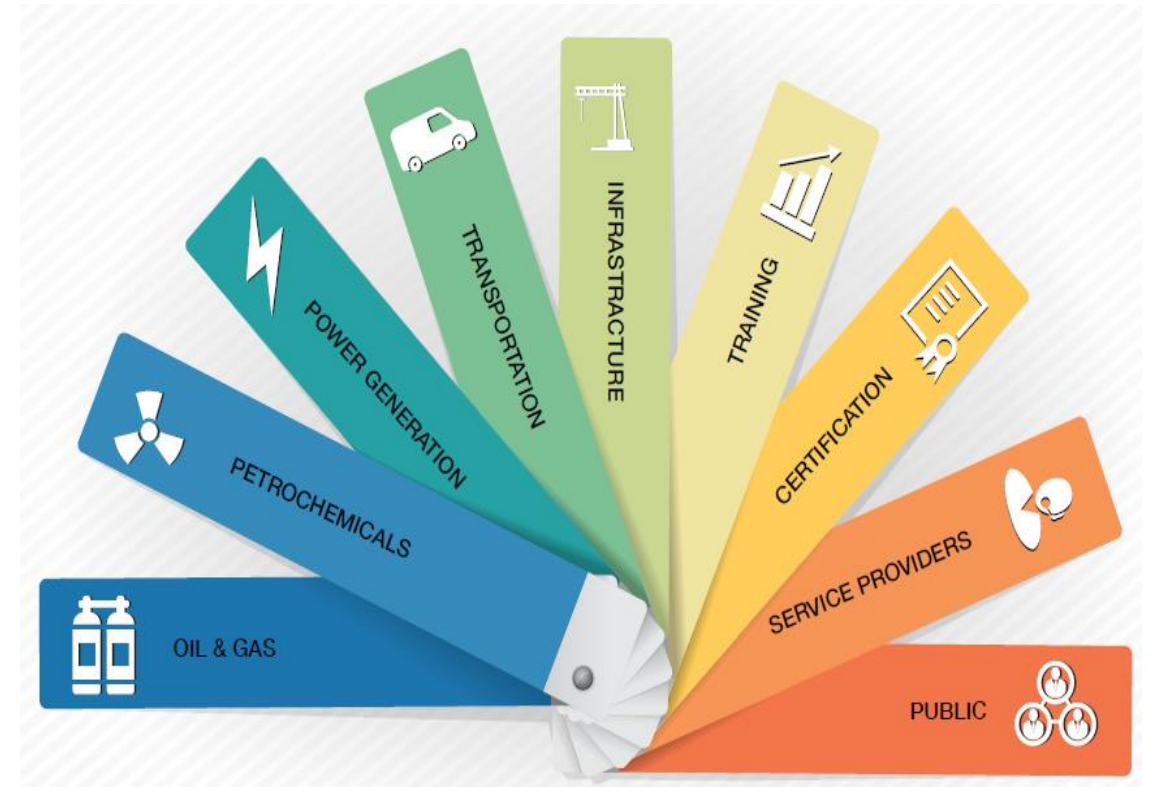 OIL & GAS
PETROCHEMICALS
POWER GENERATION
TRANSPORTATION
INFRASTRACTURE
TRAINING
CERTIFICATION
SERVICE PROVIDERS
PUBLIC